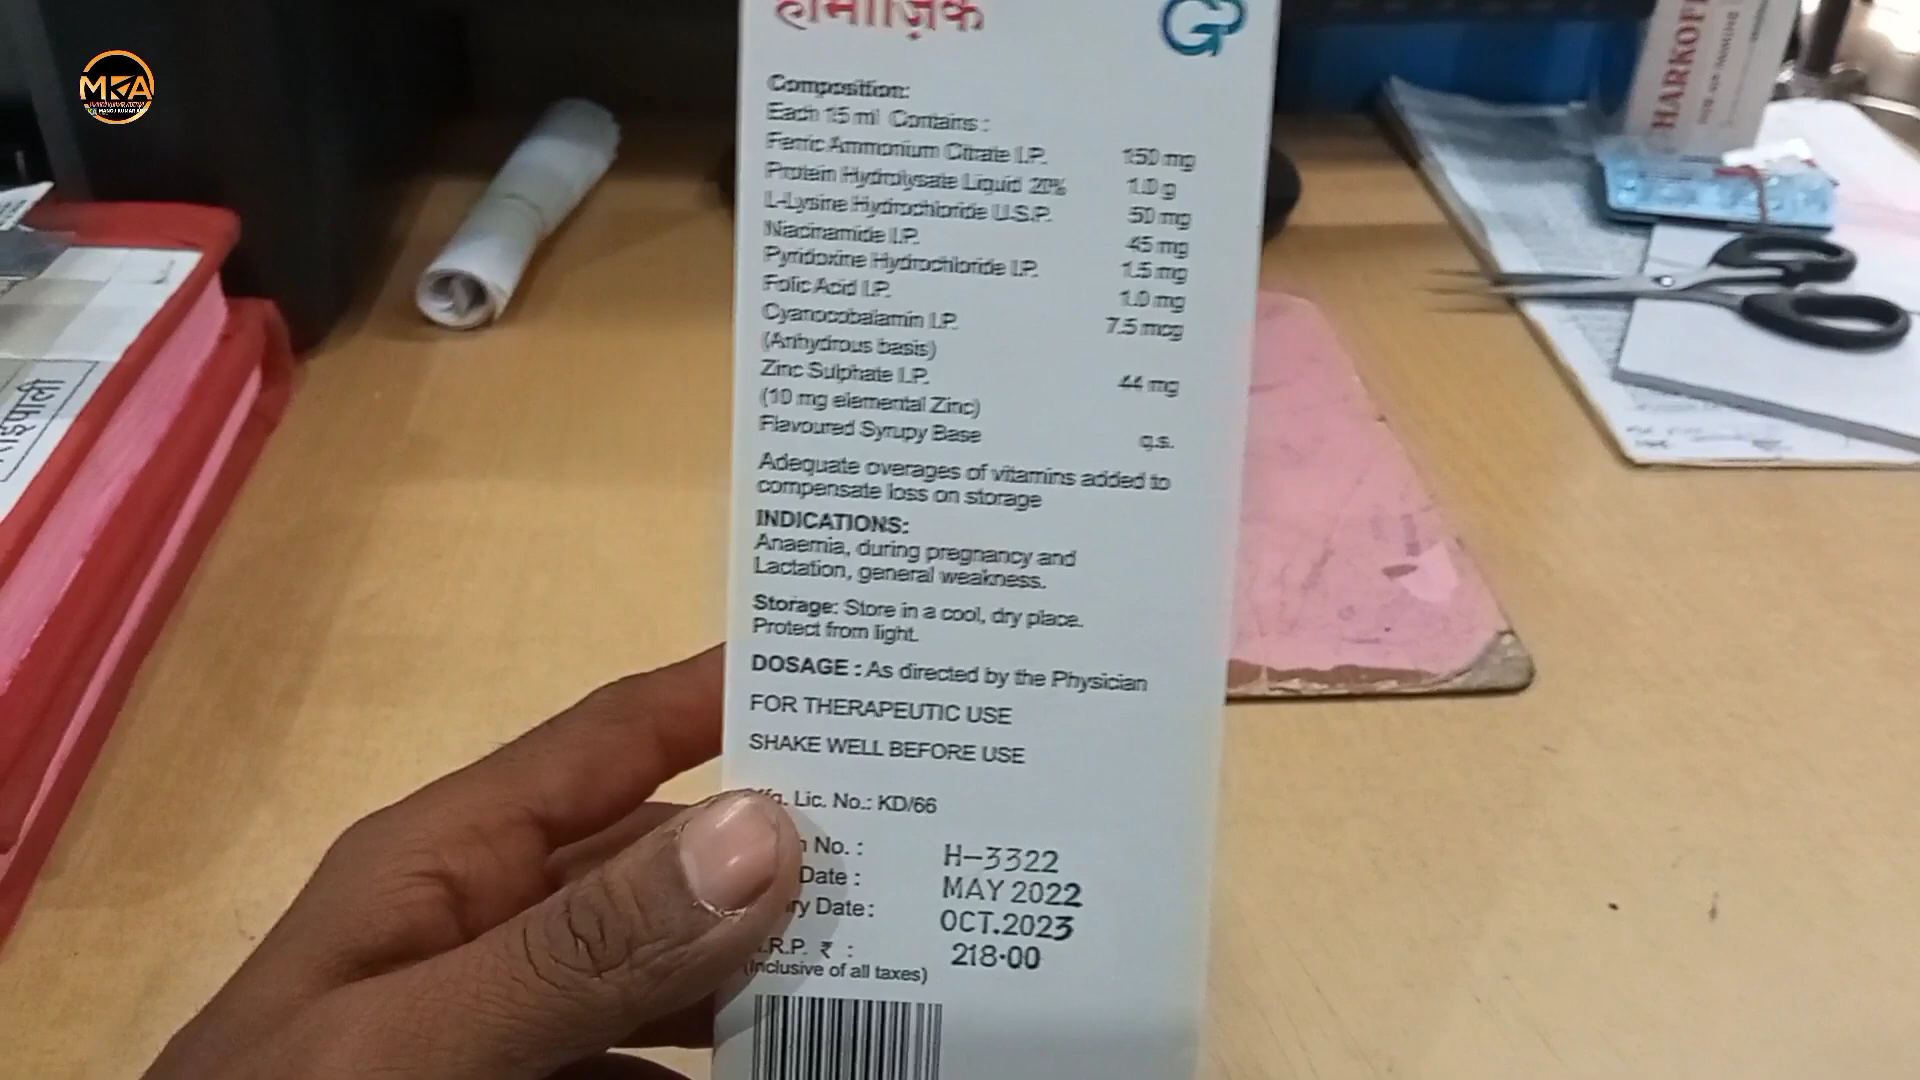 MKA
MANOJ KUMAR
हीमोज़िक
Composition:
Each 15 ml Contains :
Ferric Ammonium Citrate I.P. 150 mg
Protein Hydrolysate Liquid 20% 1.0 g
L-Lysine Hydrochloride U.S.P. 50 mg
Niacinamide I.P. 45 mg
Pyridoxine Hydrochloride I.P. 1.5 mg
Folic Acid I.P. 1.0 mg
Cyanocobalamin I.P. 7.5 mcg
(Anhydrous basis)
Zinc Sulphate I.P. 44 mg
(10 mg elemental Zinc)
Flavoured Syrupy Base q.s.
Adequate overages of vitamins added to
compensate loss on storage
INDICATIONS:
Anaemia, during pregnancy and
Lactation, general weakness.
Storage: Store in a cool, dry place.
Protect from light.
DOSAGE : As directed by the Physician
FOR THERAPEUTIC USE
SHAKE WELL BEFORE USE
Lic. No.: KD/66
No. : H-3322
Date : MAY 2022
Date : OCT.2023
.R.P. ₹ : 218.00
(Inclusive of all taxes)
HARKOF